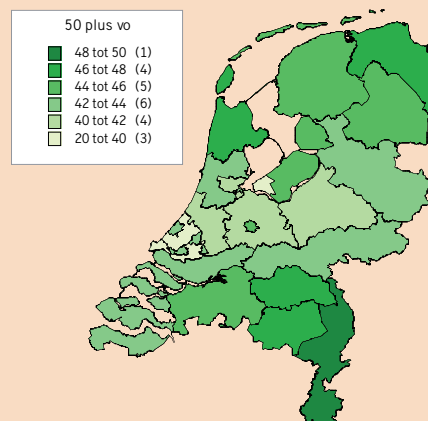 50 plus vo
48 tot 50 (1)
46 tot 48 (4)
44 tot 46 (5)
42 tot 44 (6)
40 tot 42 (4)
20 tot 40 (3)